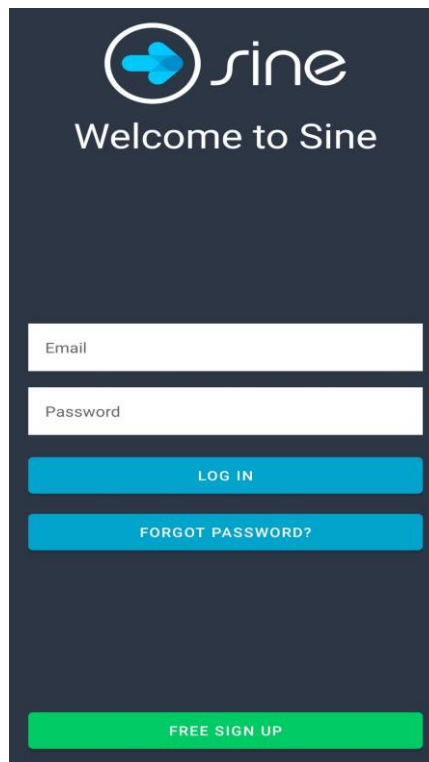 sine
Welcome to Sine
Email
Password
LOG IN
FORGOT PASSWORD?
FREE SIGN UP